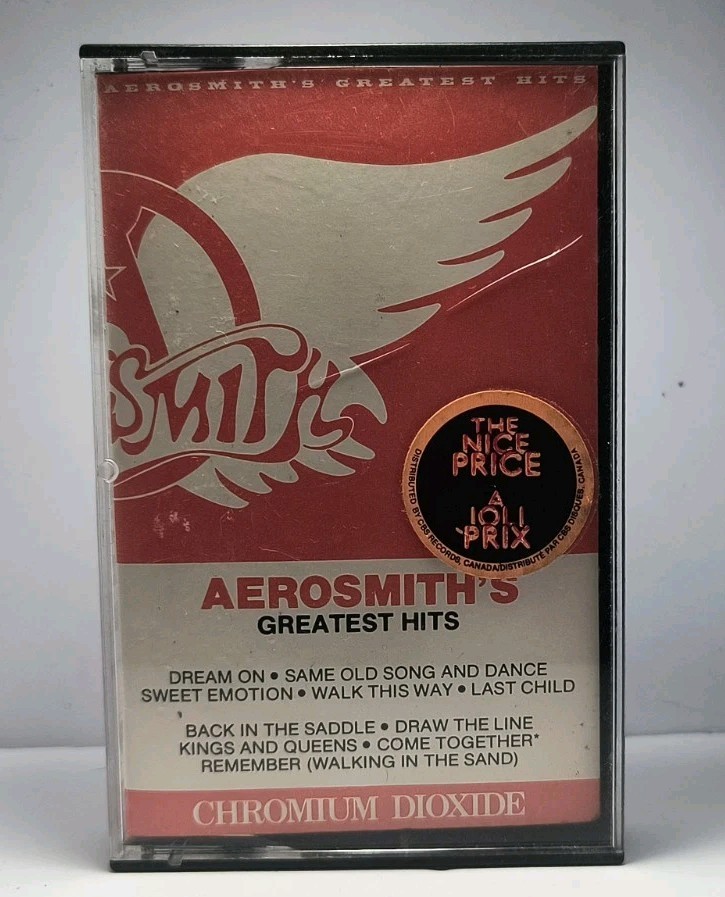 AEROSMITH'S GREATEST HITS
SMITH
THE
NICE
PRICE
A
JOLI
PRIX
DISTRIBUTED BY CBS RECORDS, CANADA/DISTRIBUTÉ PAR CBS DISQUES, CANADA
AEROSMITH'S
GREATEST HITS
DREAM ON • SAME OLD SONG AND DANCE
SWEET EMOTION • WALK THIS WAY • LAST CHILD
BACK IN THE SADDLE • DRAW THE LINE
KINGS AND QUEENS • COME TOGETHER*
REMEMBER (WALKING IN THE SAND)
CHROMIUM DIOXIDE